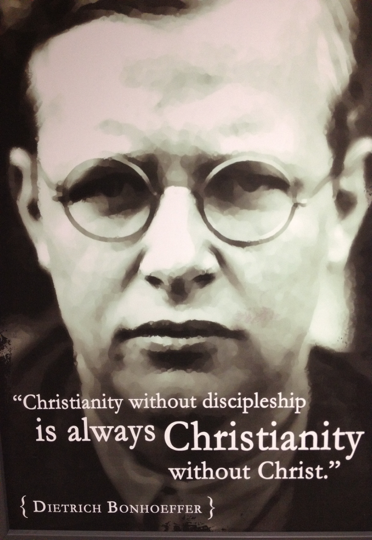 “Christianity without discipleship
is always Christianity
without Christ.”
{ DIETRICH BONHOEFFER }